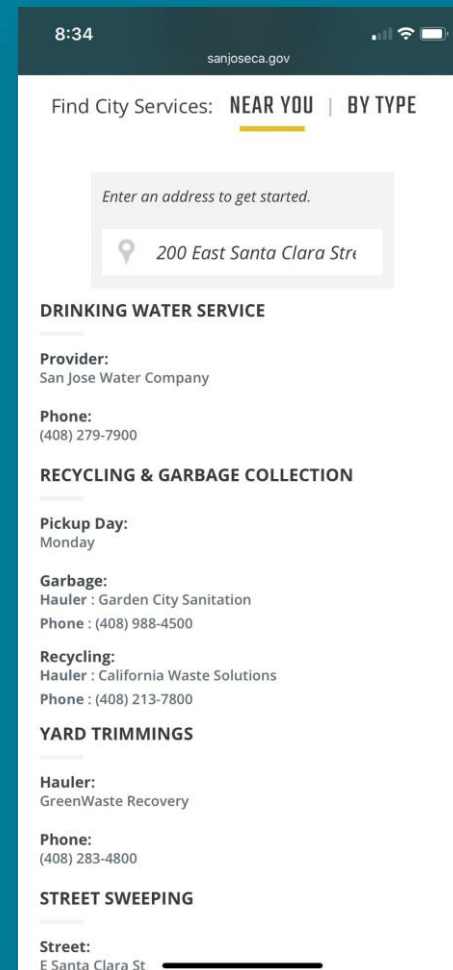 8:34
sanjoseca.gov
Find City Services: NEAR YOU | BY TYPE
Enter an address to get started.
200 East Santa Clara Stre
DRINKING WATER SERVICE
Provider:
San Jose Water Company
Phone:
(408) 279-7900
RECYCLING & GARBAGE COLLECTION
Pickup Day:
Monday
Garbage:
Hauler : Garden City Sanitation
Phone : (408) 988-4500
Recycling:
Hauler : California Waste Solutions
Phone : (408) 213-7800
YARD TRIMMINGS
Hauler:
GreenWaste Recovery
Phone:
(408) 283-4800
STREET SWEEPING
Street:
E Santa Clara St